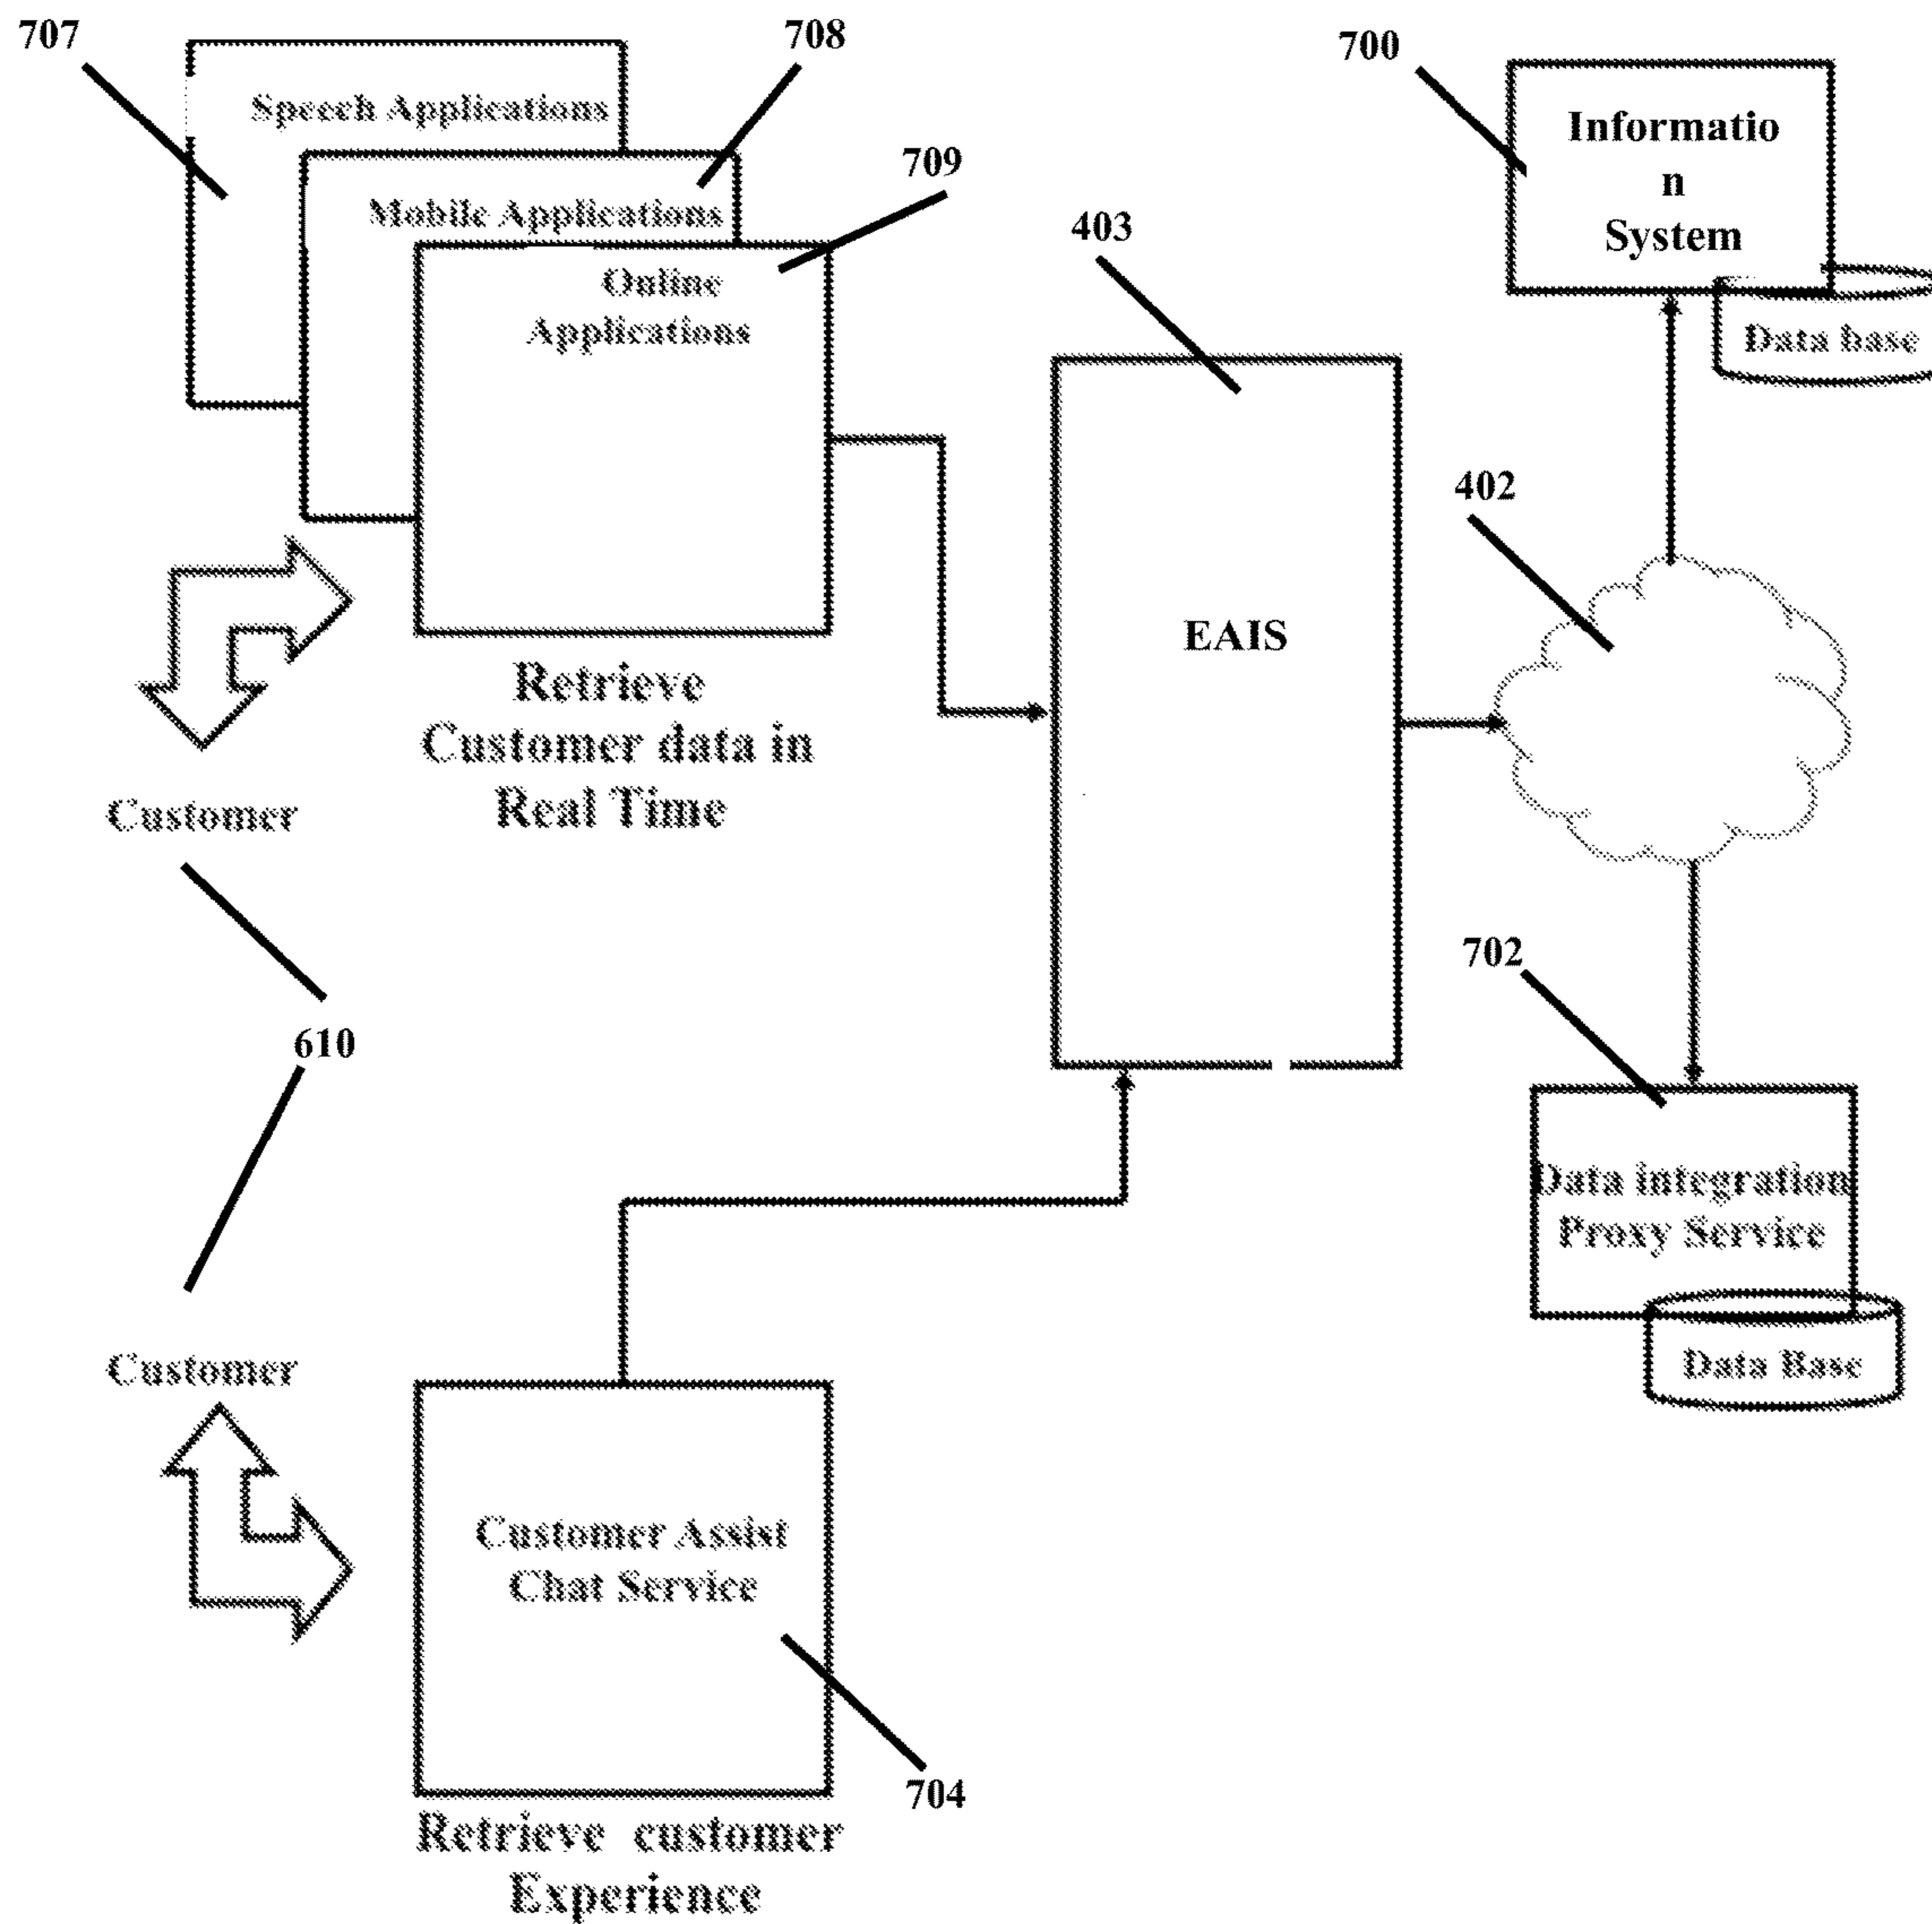 707
708
700
Speech Applications
Informatio
n
System
709
Mobile Applications
403
Online
Applications
Data base
402
EAIS
Retrieve
Customer data in
Real Time
Customer
702
610
Data integration
Proxy Service
Customer
Data Base
Customer Assist
Chat Service
704
Retrieve customer
Experience